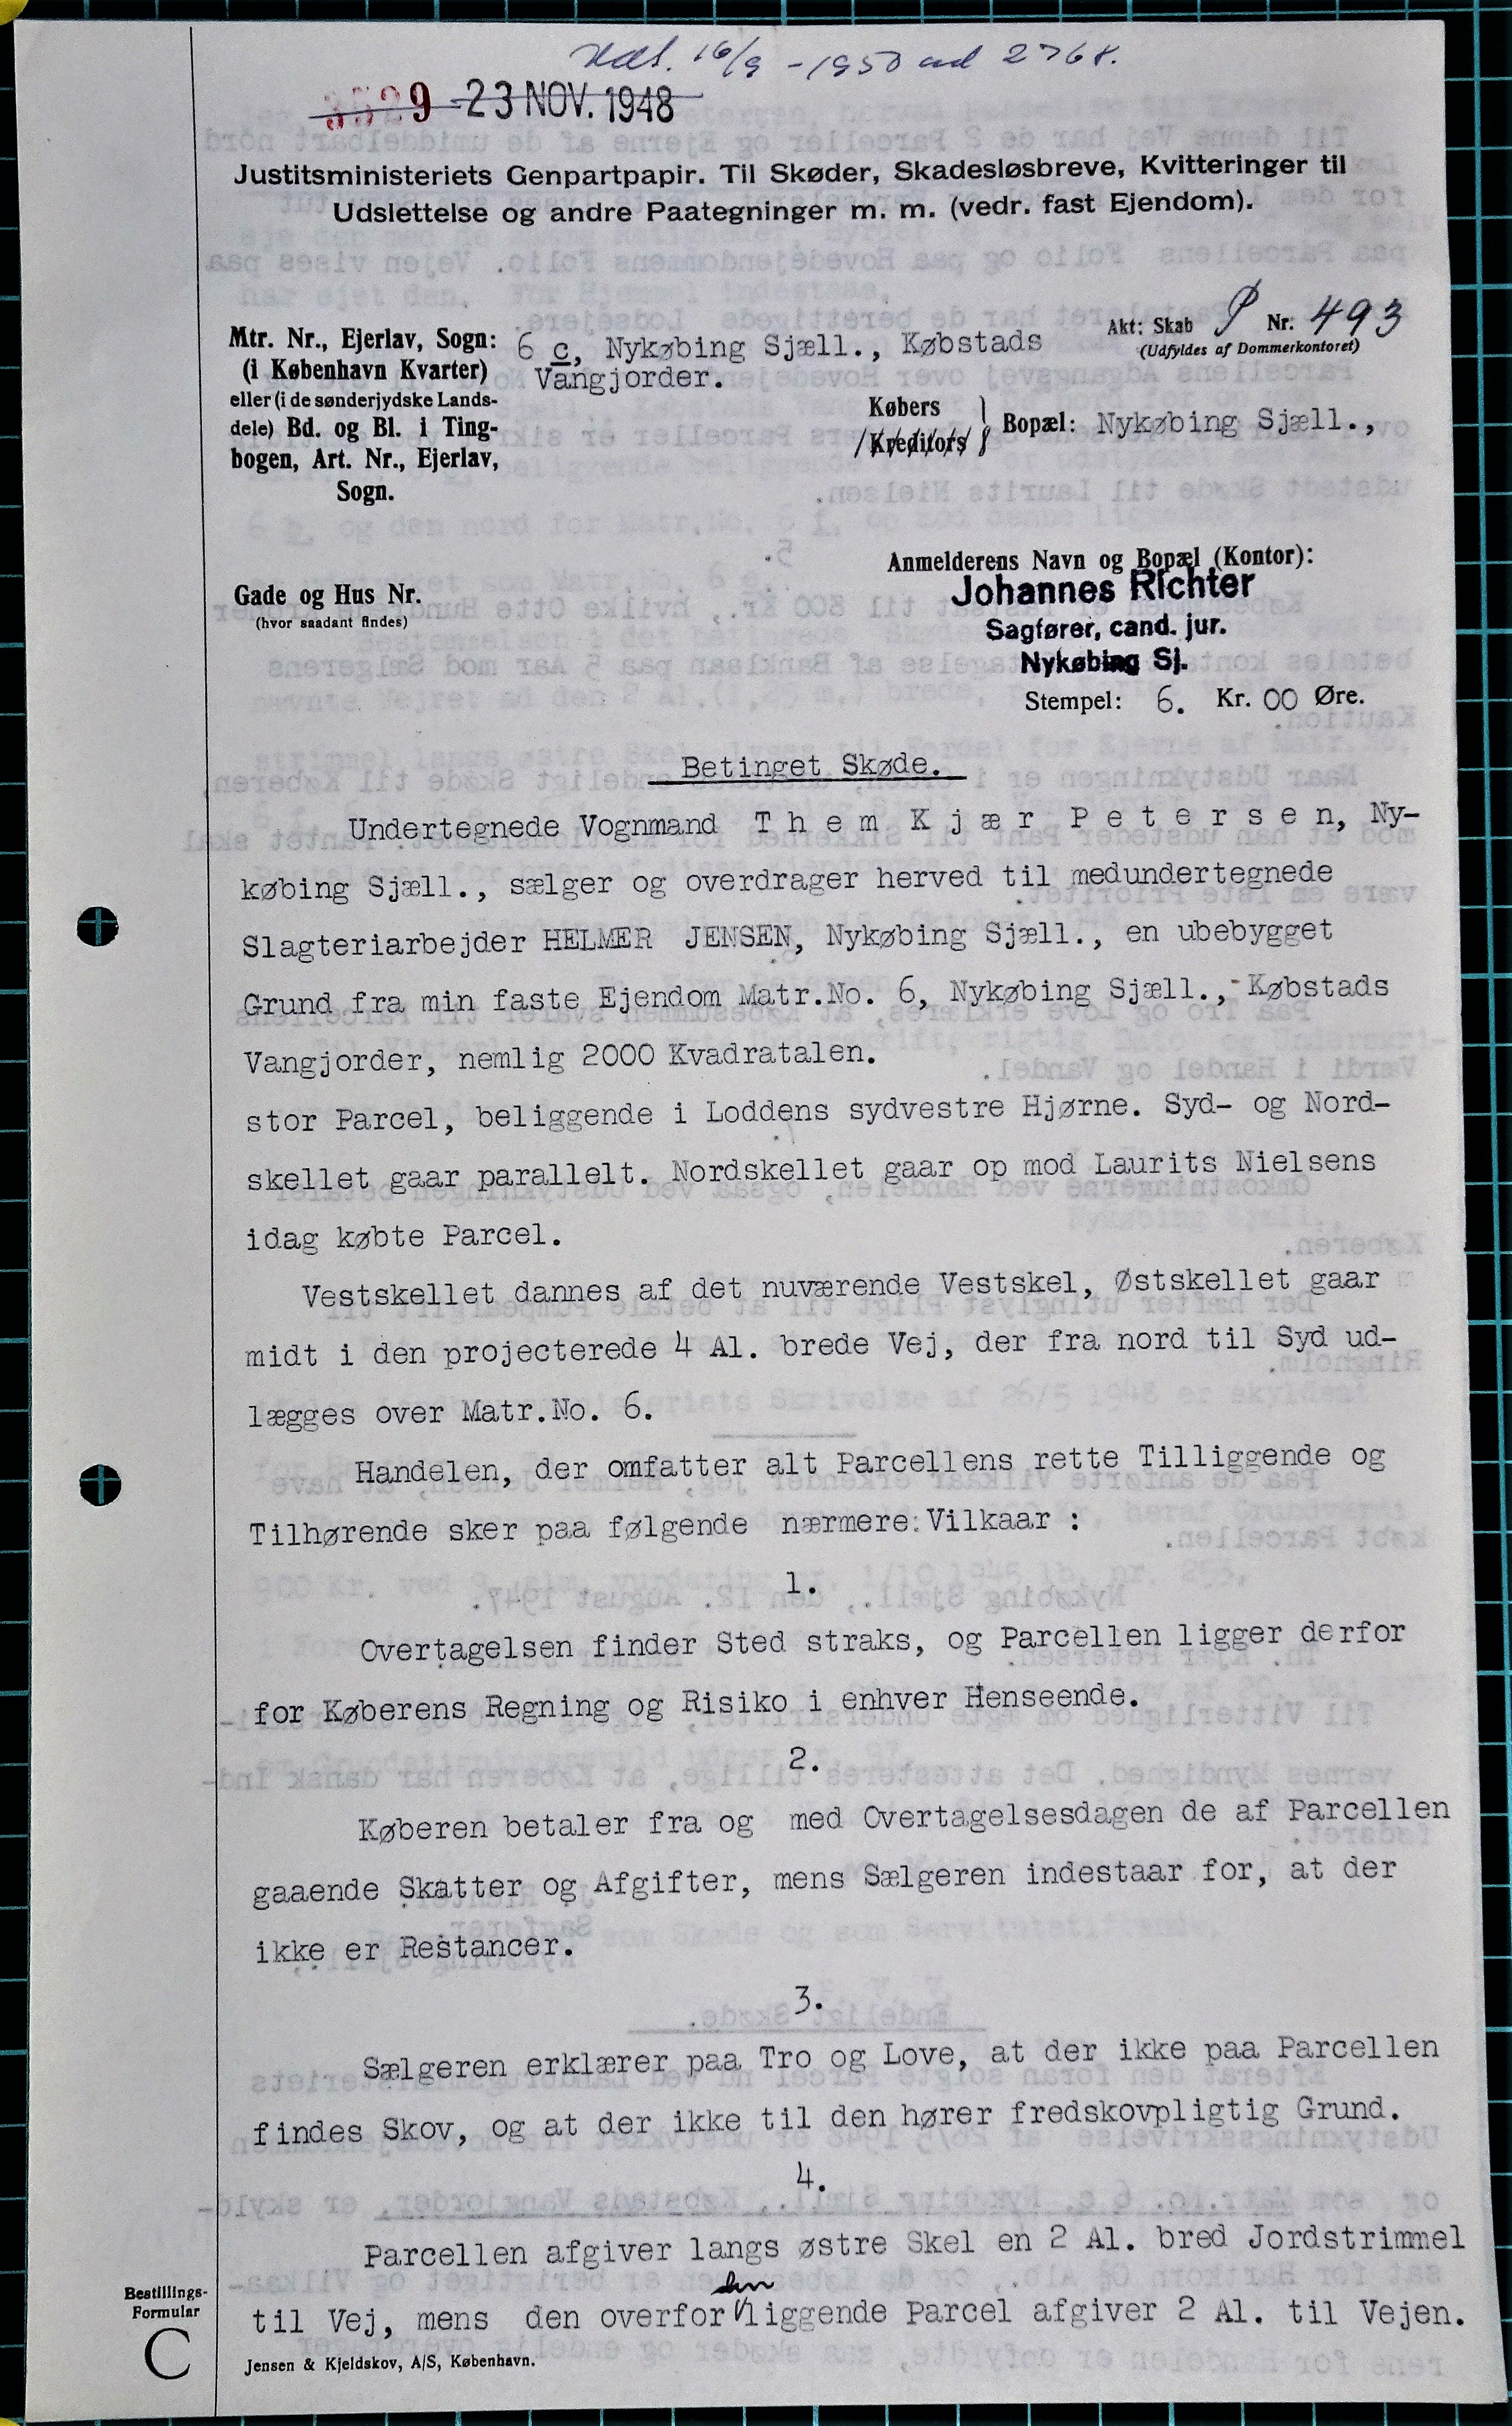 16/9 - 1950 ad 2768.
3529 - 23 NOV. 1948
Justitsministeriets Genpartpapir. Til Skøder, Skadesløsbreve, Kvitteringer til
Udslettelse og andre Paategninger m. m. (vedr. fast Ejendom).
Mtr. Nr., Ejerlav, Sogn: 6 c, Nykøbing Sjæll., Købstads
(i København Kvarter) Vangjorder.
eller (i de sønderjydske Lands-
dele) Bd. og Bl. i Ting-
bogen, Art. Nr., Ejerlav,
Sogn.
Akt: Skab P Nr. 493
(Udfyldes af Dommerkontoret)
Købers
Kreditors
Bopæl: Nykøbing Sjæll.,
Gade og Hus Nr.
(hvor saadant findes)
Anmelderens Navn og Bopæl (Kontor):
Johannes Richter
Sagfører, cand. jur.
Nykøbing Sj.
Stempel: 6. Kr. 00 Øre.
Betinget Skøde.
Undertegnede Vognmand T h e m K j æ r P e t e r s e n, Ny-
købing Sjæll., sælger og overdrager herved til medundertegnede
Slagteriarbejder HELMER JENSEN, Nykøbing Sjæll., en ubebygget
Grund fra min faste Ejendom Matr.No. 6, Nykøbing Sjæll., Købstads
Vangjorder, nemlig 2000 Kvadratalen.
stor Parcel, beliggende i Loddens sydvestre Hjørne. Syd- og Nord-
skellet gaar parallelt. Nordskellet gaar op mod Laurits Nielsens
idag købte Parcel.
Vestskellet dannes af det nuværende Vestskel, Østskellet gaar
midt i den projecterede 4 Al. brede Vej, der fra nord til Syd ud-
lægges over Matr.No. 6.
Handelen, der omfatter alt Parcellens rette Tilliggende og
Tilhørende sker paa følgende nærmere Vilkaar :
1.
Overtagelsen finder Sted straks, og Parcellen ligger derfor
for Køberens Regning og Risiko i enhver Henseende.
2.
Køberen betaler fra og med Overtagelsesdagen de af Parcellen
gaaende Skatter og Afgifter, mens Sælgeren indestaar for, at der
ikke er Restancer.
3.
Sælgeren erklærer paa Tro og Love, at der ikke paa Parcellen
findes Skov, og at der ikke til den hører fredskovpligtig Grund.
4.
Parcellen afgiver langs østre Skel en 2 Al. bred Jordstrimmel
den
til Vej, mens den overfor liggende Parcel afgiver 2 Al. til Vejen.
Bestillings-
Formular
C
Jensen & Kjeldskov, A/S, København.